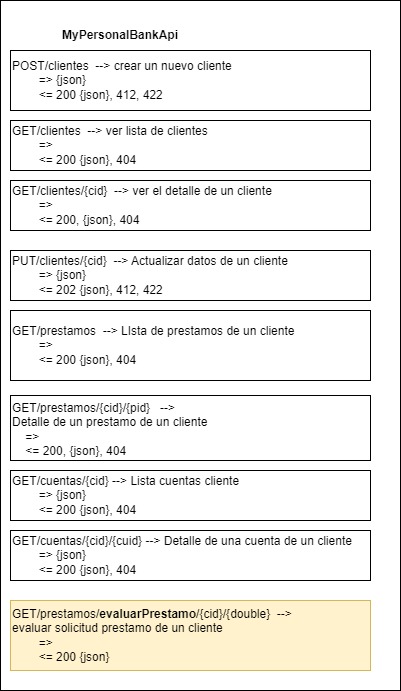 MyPersonalBankApi
POST/clientes --> crear un nuevo cliente
=> {json}
<= 200 {json}, 412, 422
GET/clientes --> ver lista de clientes
=>
<= 200 {json}, 404
GET/clientes/{cid} --> ver el detalle de un cliente
=>
<= 200, {json}, 404
PUT/clientes/{cid} --> Actualizar datos de un cliente
=> {json}
<= 202 {json}, 412, 422
GET/prestamos --> LIsta de prestamos de un cliente
=>
<= 200 {json}, 404
GET/prestamos/{cid}/{pid} -->
Detalle de un prestamo de un cliente
=>
<= 200, {json}, 404
GET/cuentas/{cid} --> Lista cuentas cliente
=> {json}
<= 200 {json}, 404
GET/cuentas/{cid}/{cuid} --> Detalle de una cuenta de un cliente
=> {json}
<= 200 {json}, 404
GET/prestamos/evaluarPrestamo/{cid}/{double} -->
evaluar solicitud prestamo de un cliente
=>
<= 200 {json}